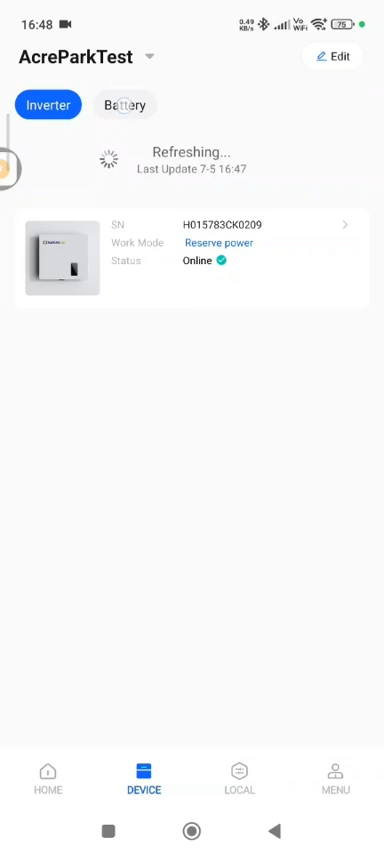 16:48 0.49 KB/s Vo WiFi 75
AcreParkTest Edit
Inverter Battery
Refreshing...
Last Update 7-5 16:47
SN H015783CK0209
Work Mode Reserve power
Status Online
HOME DEVICE LOCAL MENU